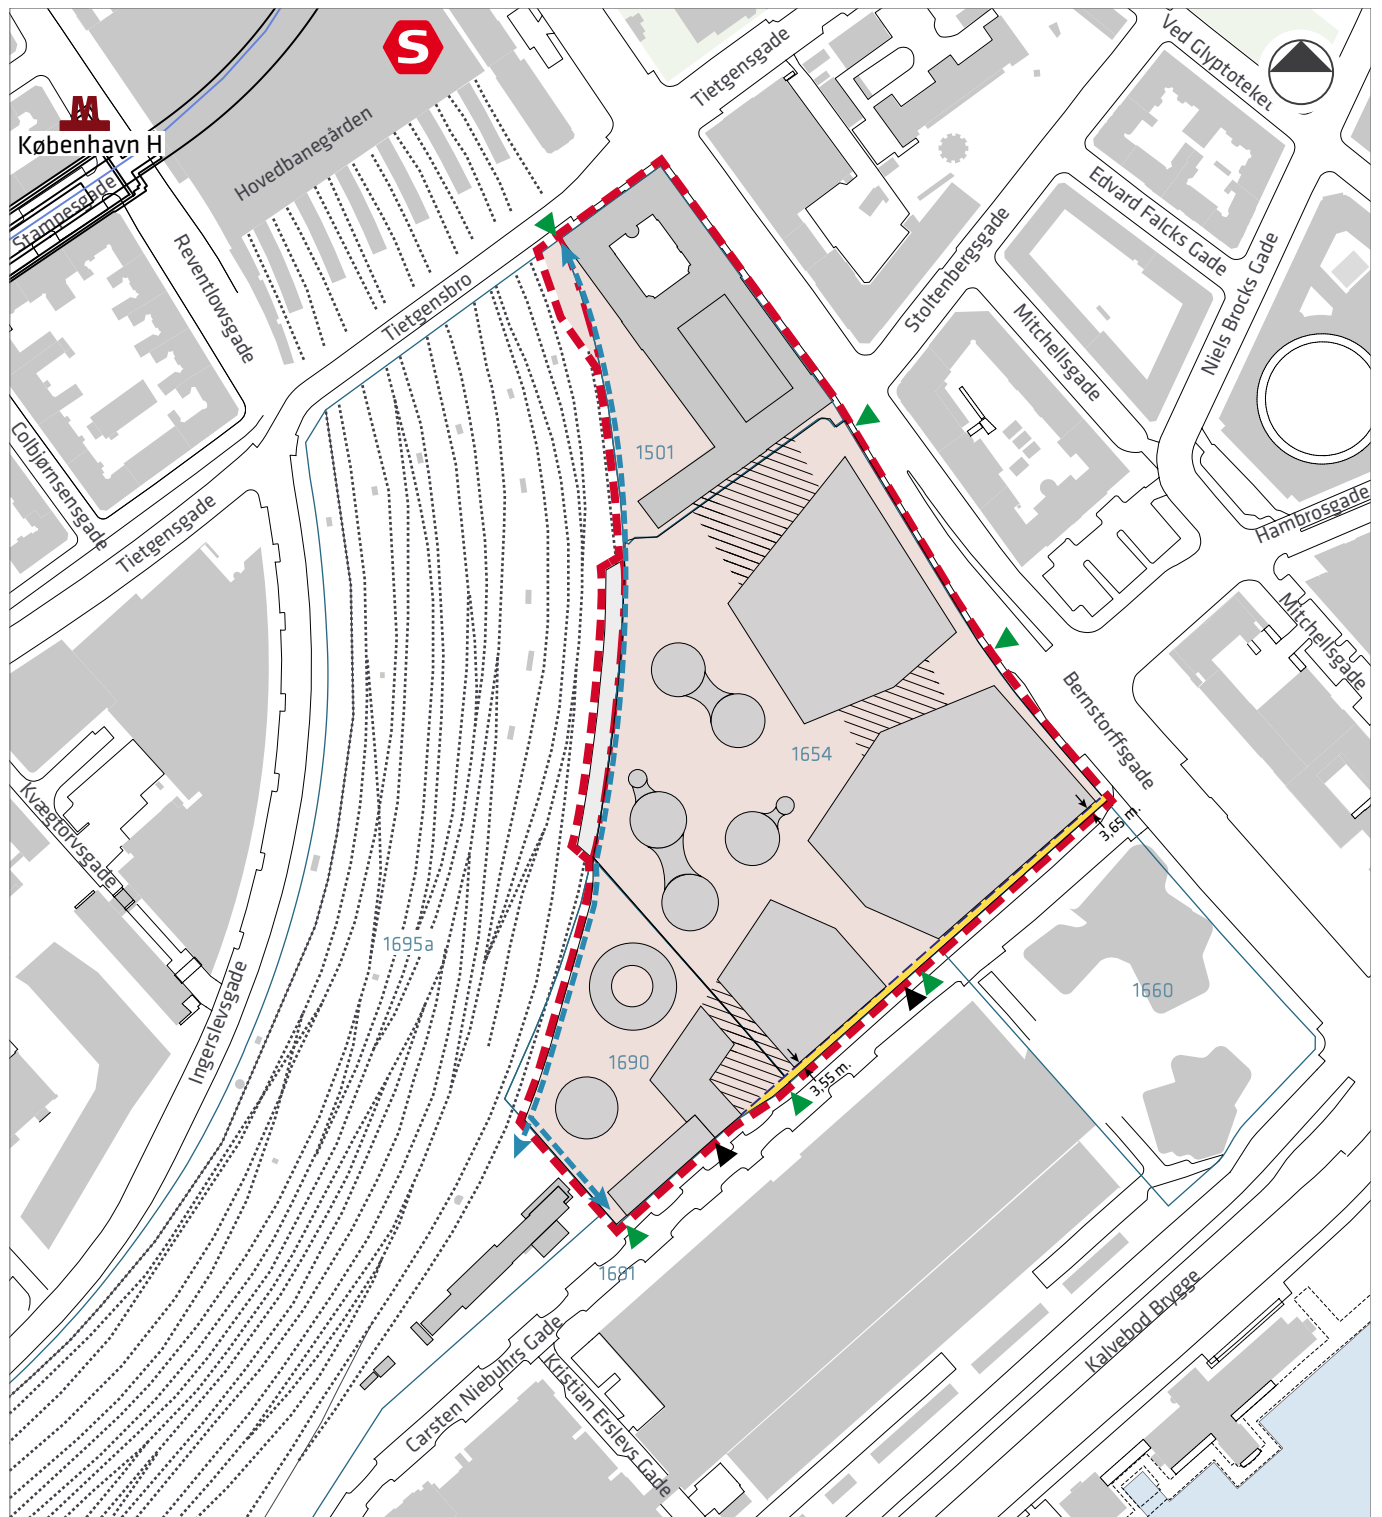 S
Tietgensgade
Ved Glyptoteket
M
København H
Hovedbanegården
Stampesgade
Reventlowsgade
Edvard Falcks Gade
Stoltenbergsgade
Niels Brocks Gade
Tietgensbro
Mitchellsgade
Colbjørnsensgade
1501
Tietgensgade
Hambrosgade
Mitchellsgade
Bernstorffsgade
1654
3,65 m.
Kvægtorvsgade
1695a
1660
Ingerslevsgade
1690
3,55 m.
1691
Kalvebod Brygge
Carsten Niebuhrs Gade
Kristian Erslevs Gade